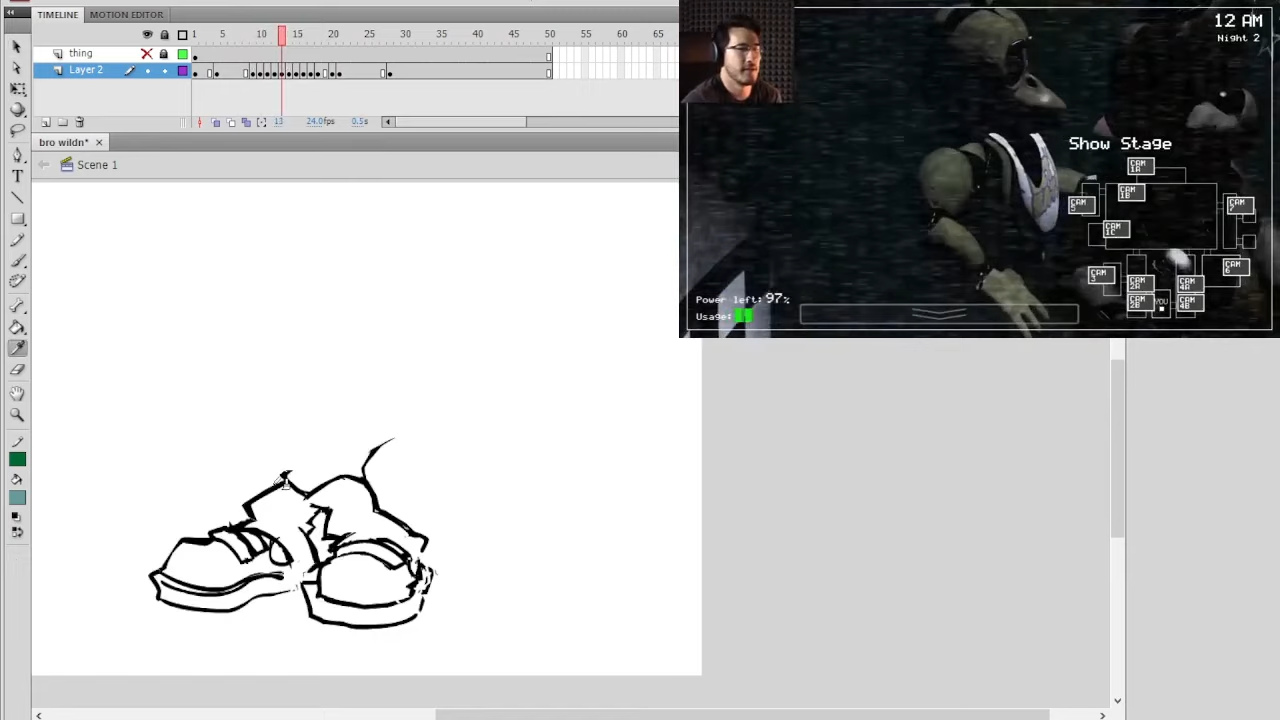 TIMELINE MOTION EDITOR
1 5 10 15 20 25 30 35 40 45 50 55 60 65
thing
Layer 2
13 24.0fps 0.5s
bro wildn* ×
Scene 1
T
12 AM
Night 2
Show Stage
CAM 1A
CAM 1B
CAM 5
CAM 7
CAM 1C
CAM 3
CAM 6
CAM 2A
CAM 4A
CAM 2B
YOU
CAM 4B
Power left: 97%
Usage: